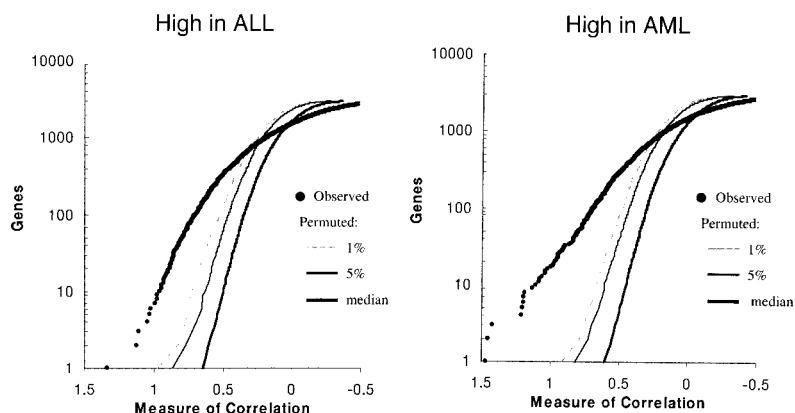 High in ALL
10000
1000
100
10
1
Genes
Observed
Permuted:
1%
5%
median
1.5 1 0.5 0 -0.5
Measure of Correlation
High in AML
10000
1000
100
10
1
Genes
Observed
Permuted:
1%
5%
median
1.5 1 0.5 0 -0.5
Measure of Correlation